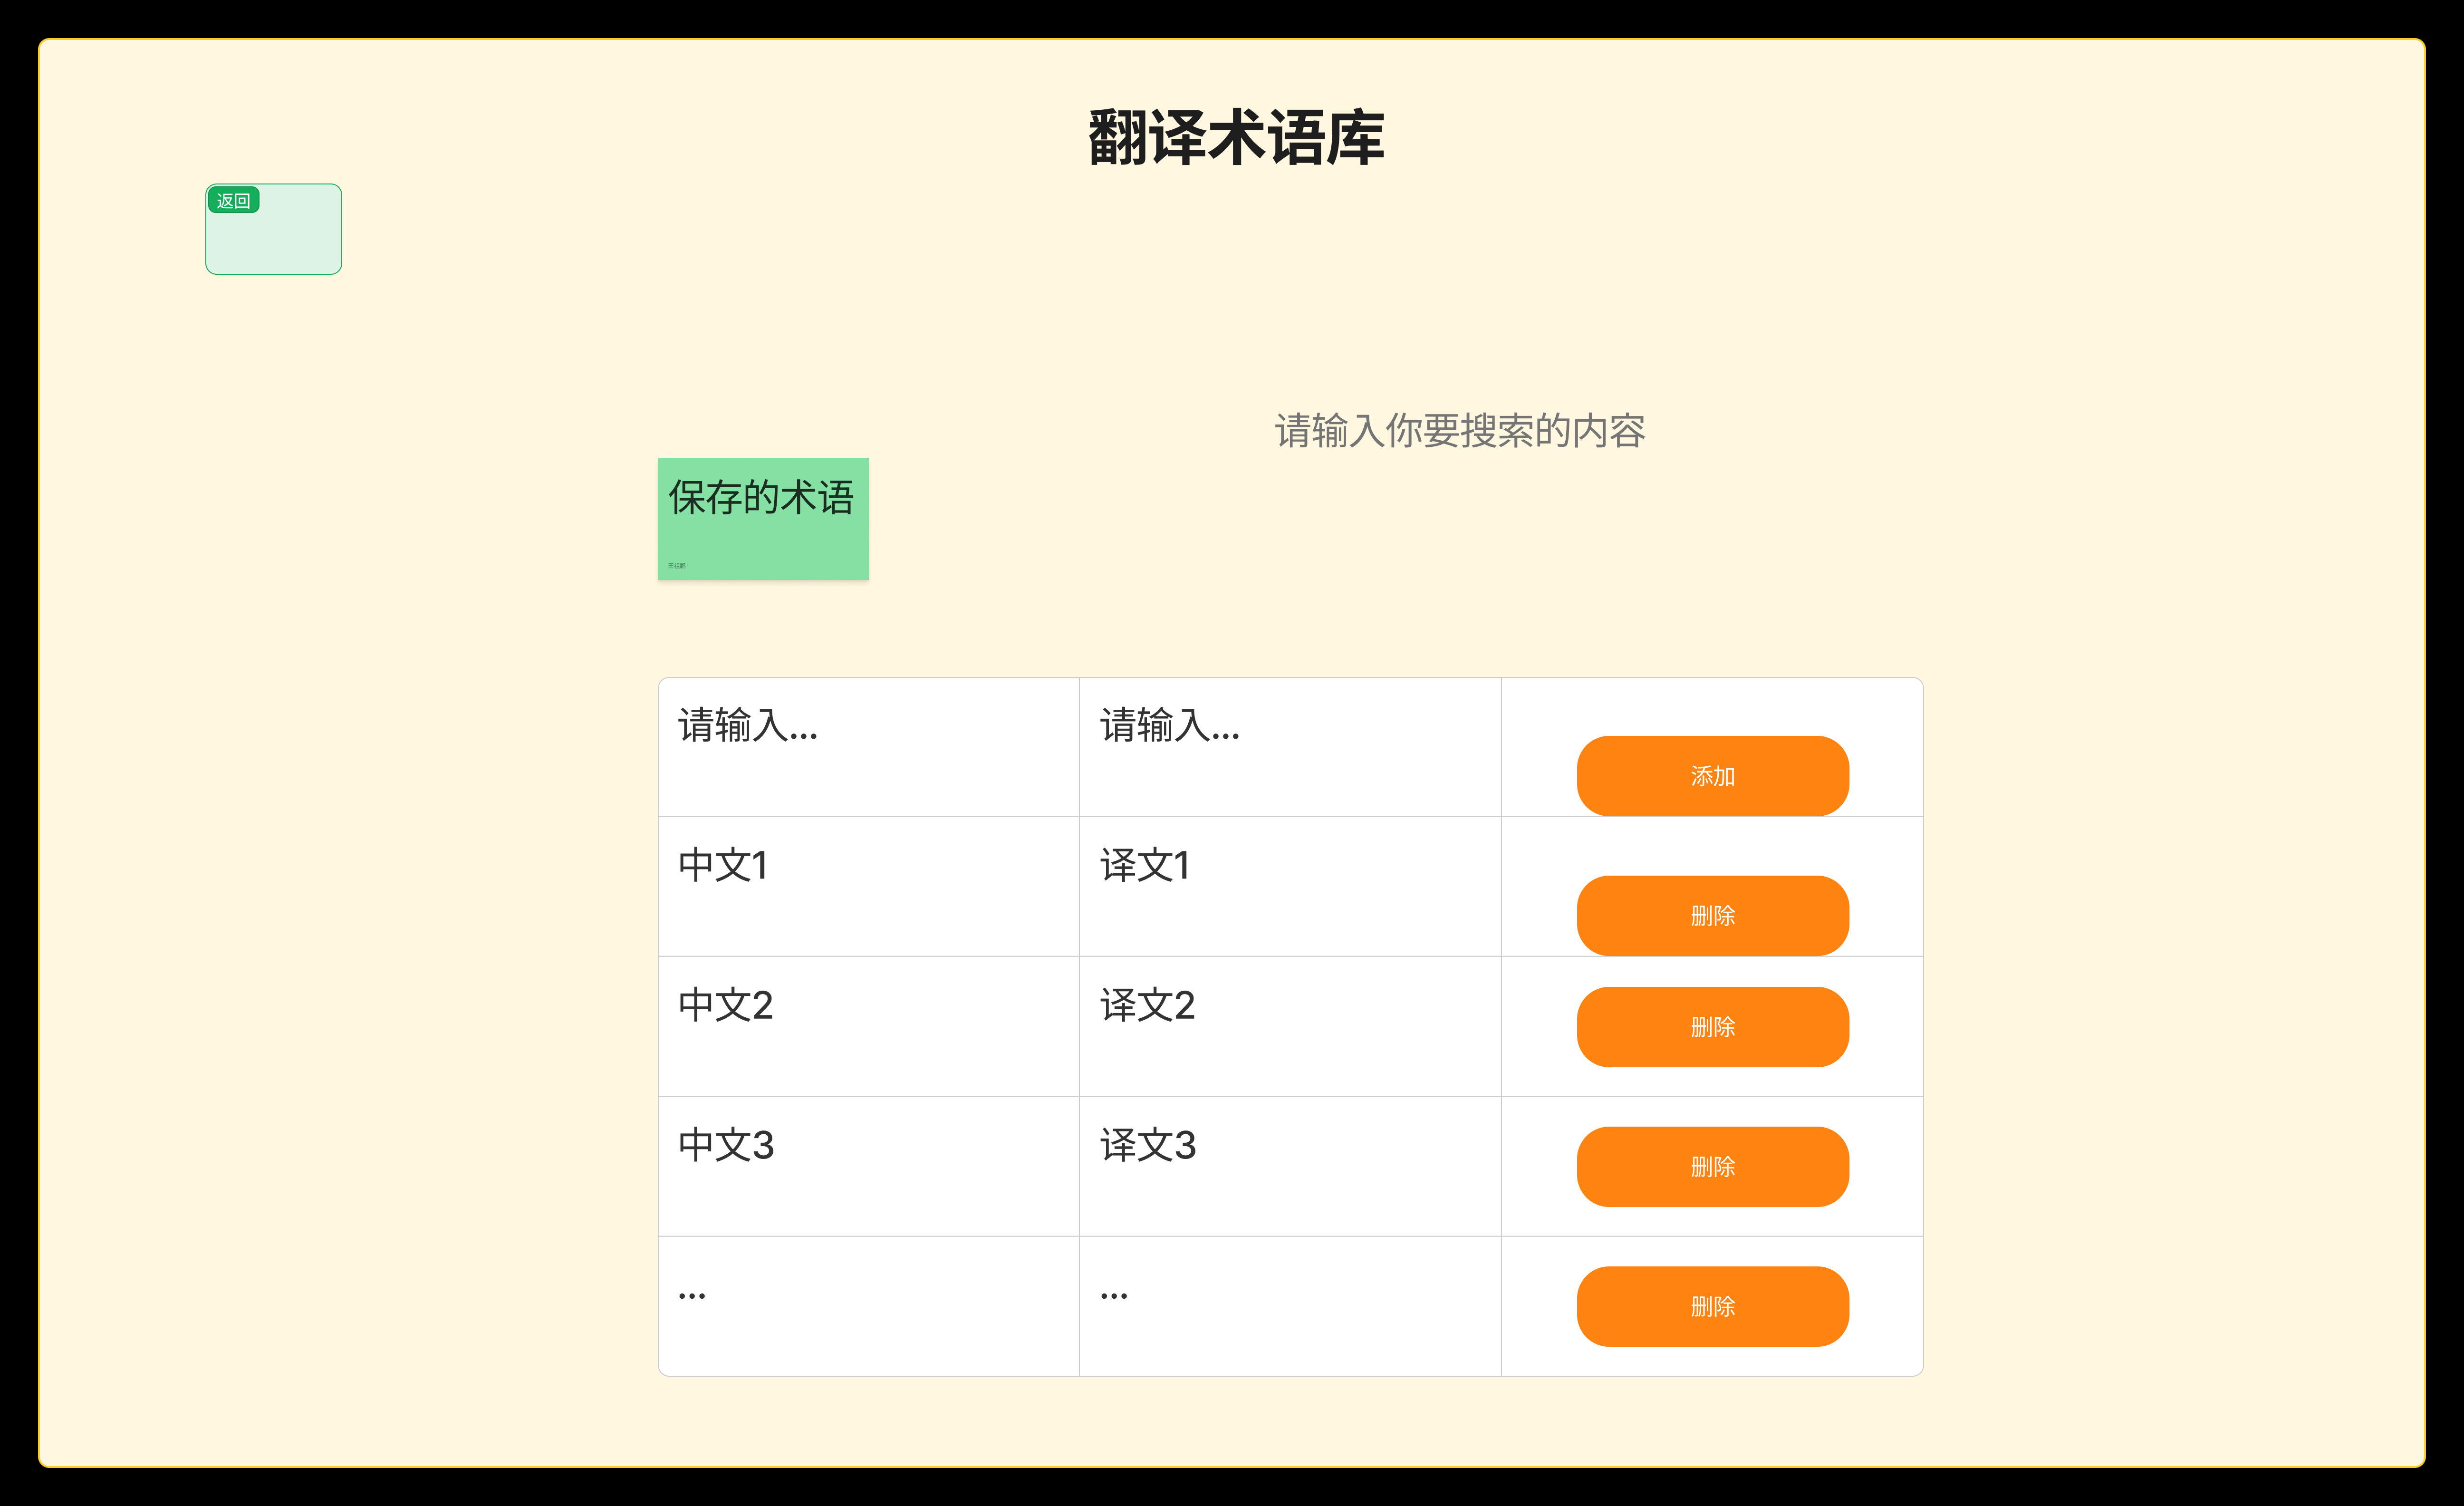 翻译术语库
返回
请输入你要搜索的内容
保存的术语
请输入... 请输入... 添加
中文1 译文1 删除
中文2 译文2 删除
中文3 译文3 删除
... ... 删除